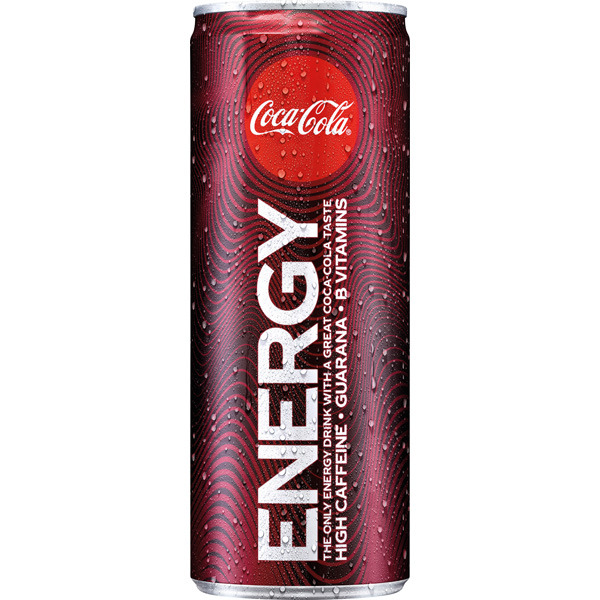 Coca-Cola®
ENERGY
THE ONLY ENERGY DRINK WITH A GREAT COCA-COLA TASTE
HIGH CAFFEINE • GUARANA • B VITAMINS